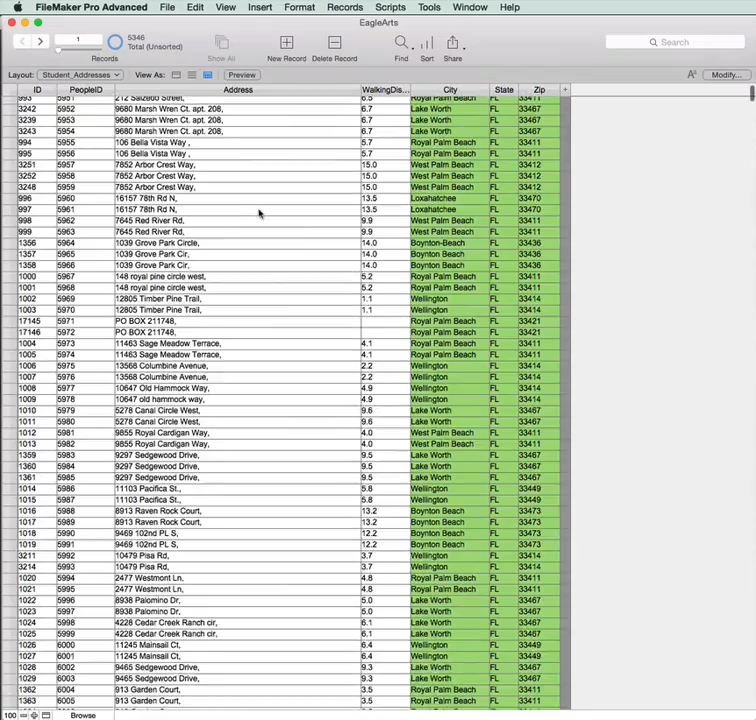 FileMaker Pro Advanced File Edit View Insert Format Records Scripts Tools Window Help
EagleArts
1 5346 Total (Unsorted)
Records Show All New Record Delete Record Find Sort Share Search
Layout: Student_Addresses View As: Preview Aª Modify...
ID PeopleID Address WalkingDis... City State Zip +
993 5951 212 Salzedo Street, 6.5 Royal Palm Beach FL 33411
3242 5952 9680 Marsh Wren Ct. apt. 208, 6.7 Lake Worth FL 33467
3239 5953 9680 Marsh Wren Ct. apt. 208, 6.7 Lake Worth FL 33467
3243 5954 9680 Marsh Wren Ct. apt. 208, 6.7 Lake Worth FL 33467
994 5955 106 Bella Vista Way , 5.7 Royal Palm Beach FL 33411
995 5956 106 Bella Vista Way , 5.7 Royal Palm Beach FL 33411
3251 5957 7852 Arbor Crest Way, 15.0 West Palm Beach FL 33412
3252 5958 7852 Arbor Crest Way, 15.0 West Palm Beach FL 33412
3248 5959 7852 Arbor Crest Way, 15.0 West Palm Beach FL 33412
996 5960 16157 78th Rd N, 13.5 Loxahatchee FL 33470
997 5961 16157 78th Rd N, 13.5 Loxahatchee FL 33470
998 5962 7645 Red River Rd, 9.9 West Palm Beach FL 33411
999 5963 7645 Red River Rd, 9.9 West Palm Beach FL 33411
1356 5964 1039 Grove Park Circle, 14.0 Boynton-Beach FL 33436
1357 5965 1039 Grove Park Cir, 14.0 Boynton Beach FL 33436
1358 5966 1039 Grove Park Cir, 14.0 Boynton Beach FL 33436
1000 5967 148 royal pine circle west, 5.2 Royal Palm Beach FL 33411
1001 5968 148 royal pine circle west, 5.2 Royal Palm Beach FL 33411
1002 5969 12805 Timber Pine Trail, 1.1 Wellington FL 33414
1003 5970 12805 Timber Pine Trail, 1.1 Wellington FL 33414
17145 5971 PO BOX 211748, Royal Palm Beach FL 33421
17146 5972 PO BOX 211748, Royal Palm Beach FL 33421
1004 5973 11463 Sage Meadow Terrace, 4.1 Royal Palm Beach FL 33411
1005 5974 11463 Sage Meadow Terrace, 4.1 Royal Palm Beach FL 33411
1006 5975 13568 Columbine Avenue, 2.2 Wellington FL 33414
1007 5976 13568 Columbine Avenue, 2.2 Wellington FL 33414
1008 5977 10647 Old Hammock Way, 4.9 Wellington FL 33414
1009 5978 10647 old hammock way, 4.9 Wellington FL 33414
1010 5979 5278 Canal Circle West, 9.6 Lake Worth FL 33467
1011 5980 5278 Canal Circle West, 9.6 Lake Worth FL 33467
1012 5981 9855 Royal Cardigan Way, 4.0 West Palm Beach FL 33411
1013 5982 9855 Royal Cardigan Way, 4.0 West Palm Beach FL 33411
1359 5983 9297 Sedgewood Drive, 9.5 Lake Worth FL 33467
1360 5984 9297 Sedgewood Drive, 9.5 Lake Worth FL 33467
1361 5985 9297 Sedgewood Drive, 9.5 Lake Worth FL 33467
1014 5986 11103 Pacifica St., 5.8 Wellington FL 33449
1015 5987 11103 Pacifica St., 5.8 Wellington FL 33449
1016 5988 8913 Raven Rock Court, 13.2 Boynton Beach FL 33473
1017 5989 8913 Raven Rock Court, 13.2 Boynton Beach FL 33473
1018 5990 9469 102nd PL S, 12.2 Boynton Beach FL 33473
1019 5991 9469 102nd PL S, 12.2 Boynton Beach FL 33473
3211 5992 10479 Pisa Rd, 3.7 Wellington FL 33414
3214 5993 10479 Pisa Rd, 3.7 Wellington FL 33414
1020 5994 2477 Westmont Ln, 4.8 Royal Palm Beach FL 33411
1021 5995 2477 Westmont Ln, 4.8 Royal Palm Beach FL 33411
1022 5996 8938 Palomino Dr, 5.0 Lake Worth FL 33467
1023 5997 8938 Palomino Dr, 5.0 Lake Worth FL 33467
1024 5998 4228 Cedar Creek Ranch cir, 6.1 Lake Worth FL 33467
1025 5999 4228 Cedar Creek Ranch cir, 6.1 Lake Worth FL 33467
1026 6000 11245 Mainsail Ct, 6.4 Wellington FL 33449
1027 6001 11245 Mainsail Ct, 6.4 Wellington FL 33449
1028 6002 9465 Sedgewood Drive, 9.3 Lake Worth FL 33467
1029 6003 9465 Sedgewood Drive, 9.3 Lake Worth FL 33467
1362 6004 913 Garden Court, 3.5 Royal Palm Beach FL 33411
1363 6005 913 Garden Court, 3.5 Royal Palm Beach FL 33411
100 Browse